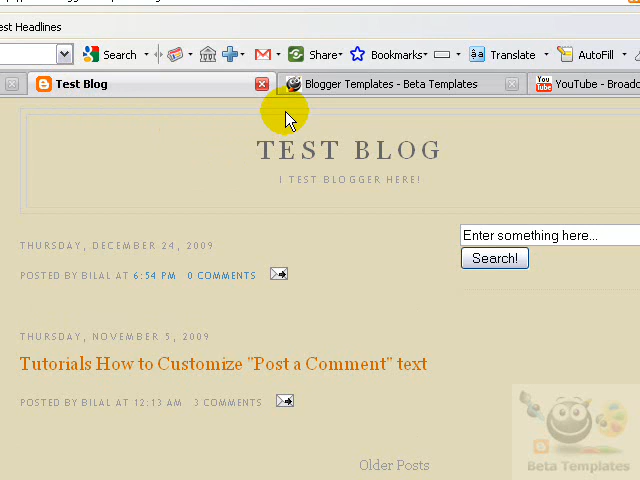 est Headlines
Search Share Bookmarks Translate AutoFill
Test Blog Blogger Templates - Beta Templates You Tube YouTube - Broadc
TEST BLOG
I TEST BLOGGER HERE!
Enter something here...
THURSDAY, DECEMBER 24, 2009
Search!
POSTED BY BILAL AT 6:54 PM 0 COMMENTS
THURSDAY, NOVEMBER 5, 2009
Tutorials How to Customize "Post a Comment" text
POSTED BY BILAL AT 12:13 AM 3 COMMENTS
Older Posts
Beta Templates